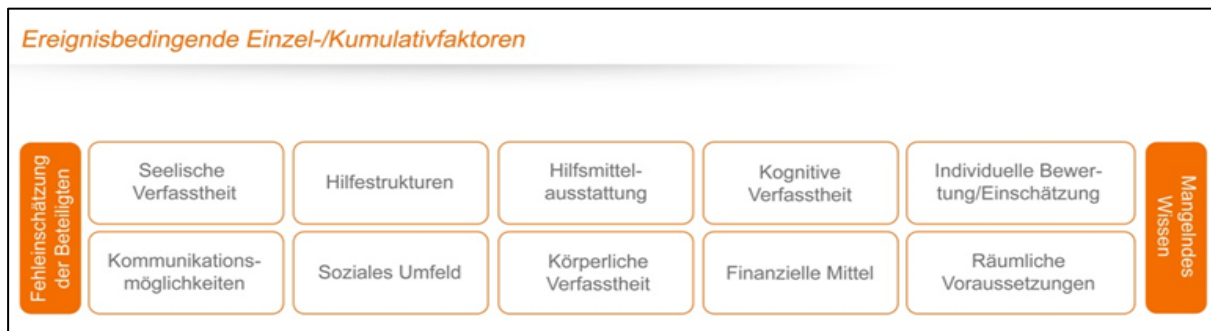 Ereignisbedingende Einzel-/Kumulativfaktoren
Fehleinschätzung
der Beteiligten
Seelische
Verfasstheit
Hilfestrukturen
Hilfsmittel-
ausstattung
Kognitive
Verfasstheit
Individuelle Bewer-
tung/Einschätzung
Kommunikations-
möglichkeiten
Soziales Umfeld
Körperliche
Verfasstheit
Finanzielle Mittel
Räumliche
Voraussetzungen
Mangelndes
Wissen